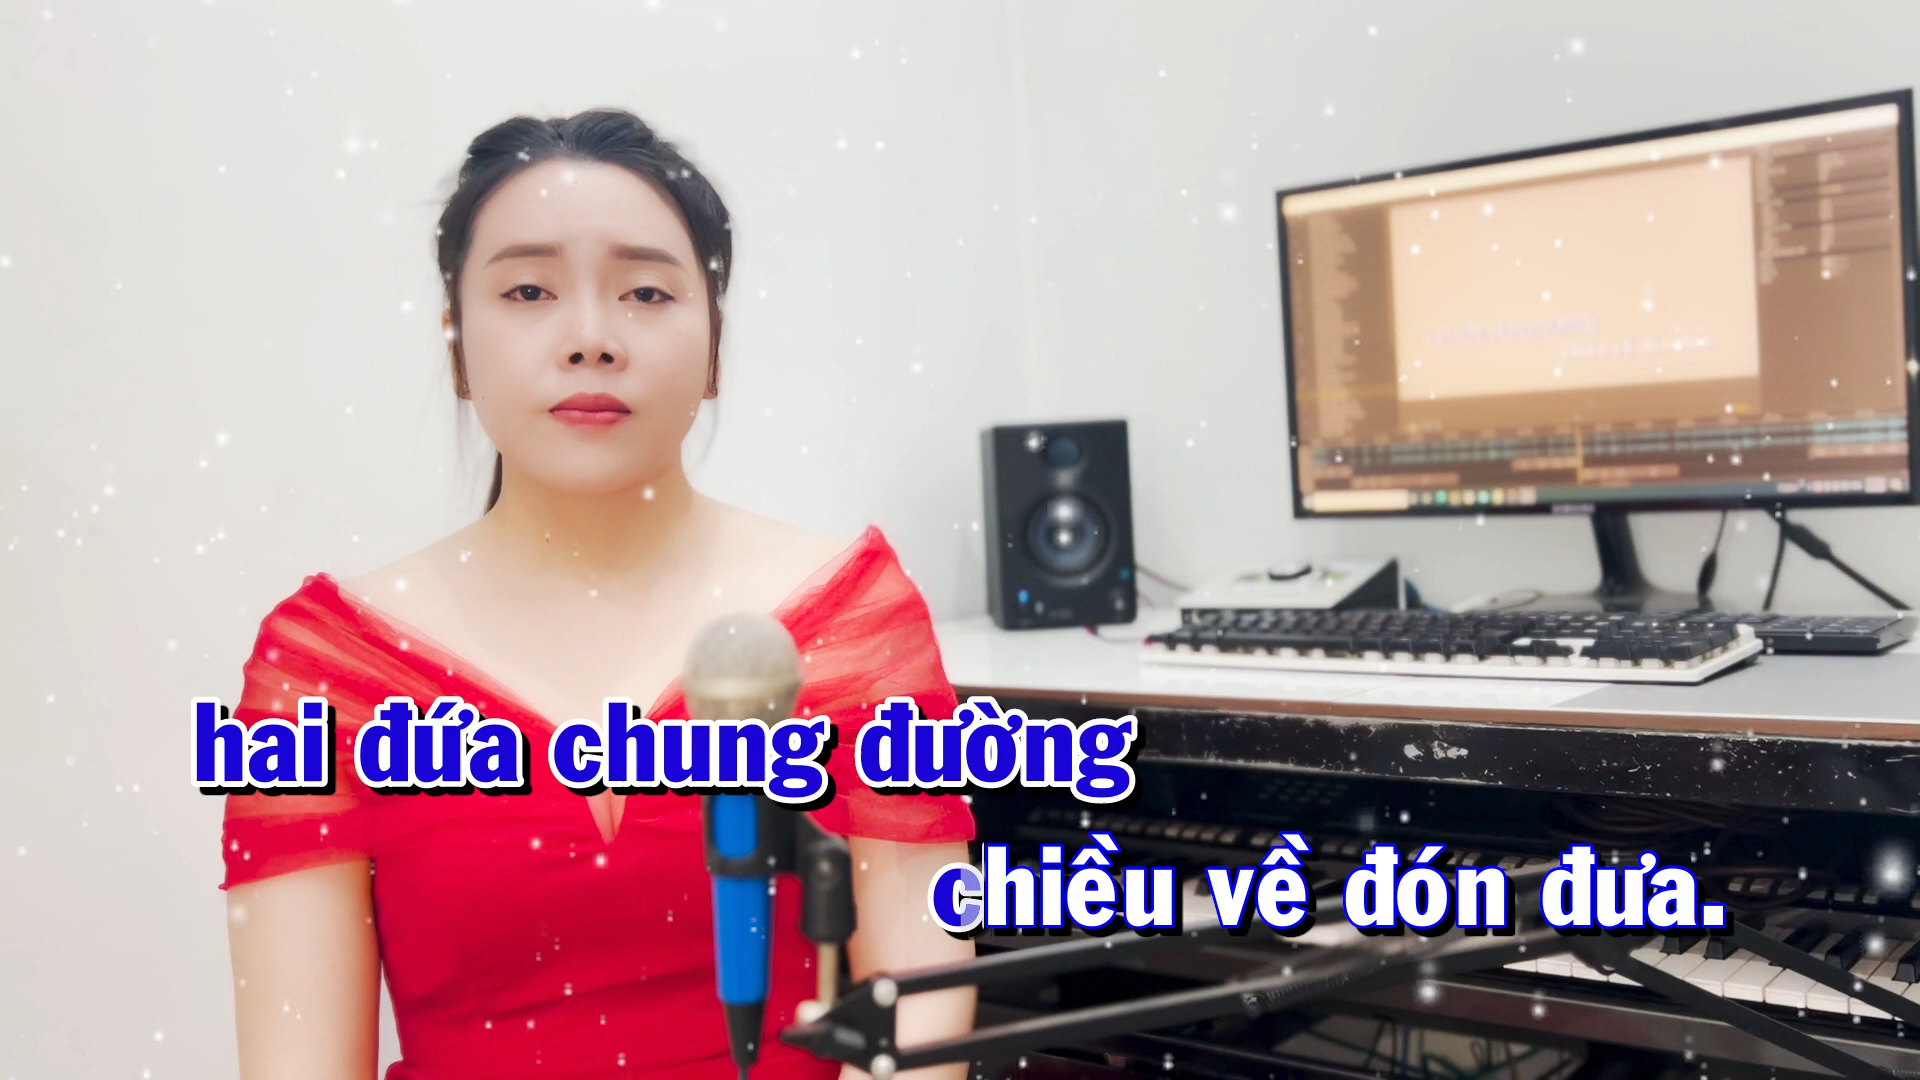 hai đứa chung đường
chiều về đón đưa.